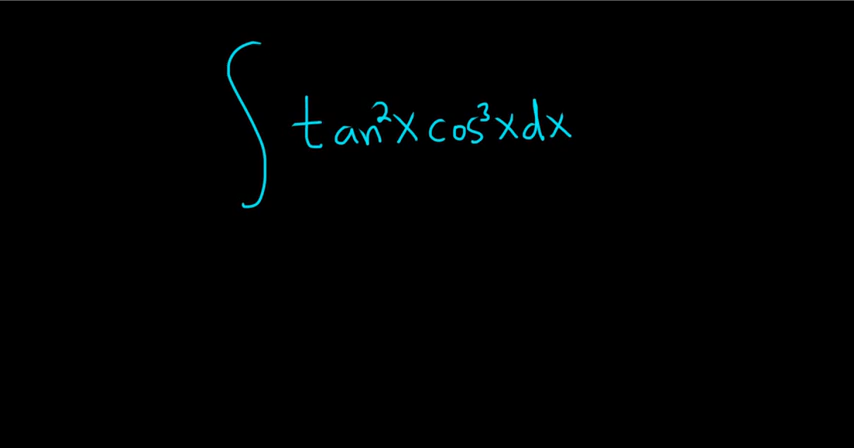 ∫ tan²x cos³x dx